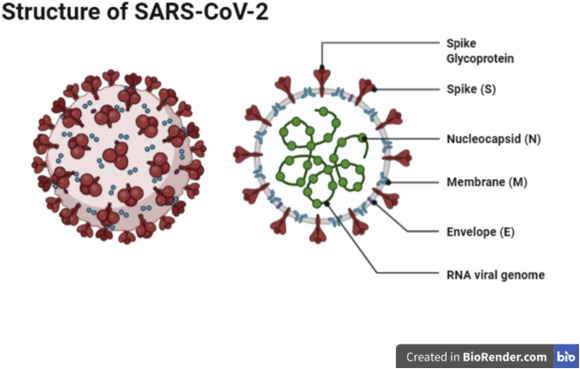 Structure of SARS-CoV-2
Spike
Glycoprotein
Spike (S)
Nucleocapsid (N)
Membrane (M)
Envelope (E)
RNA viral genome
Created in BioRender.com bio